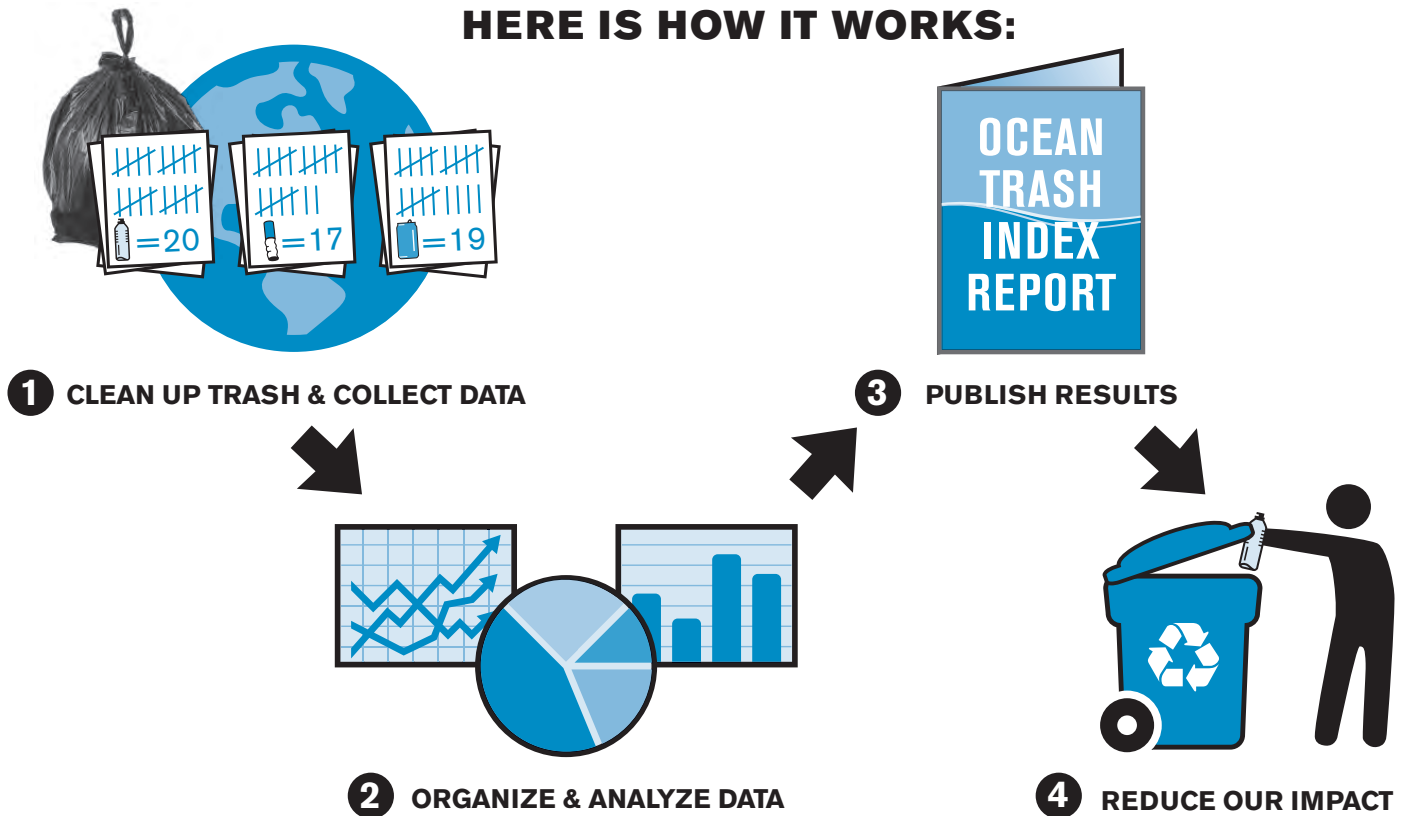 HERE IS HOW IT WORKS:
=20
=17
=19
OCEAN
TRASH
INDEX
REPORT
1 CLEAN UP TRASH & COLLECT DATA
3 PUBLISH RESULTS
2 ORGANIZE & ANALYZE DATA
4 REDUCE OUR IMPACT